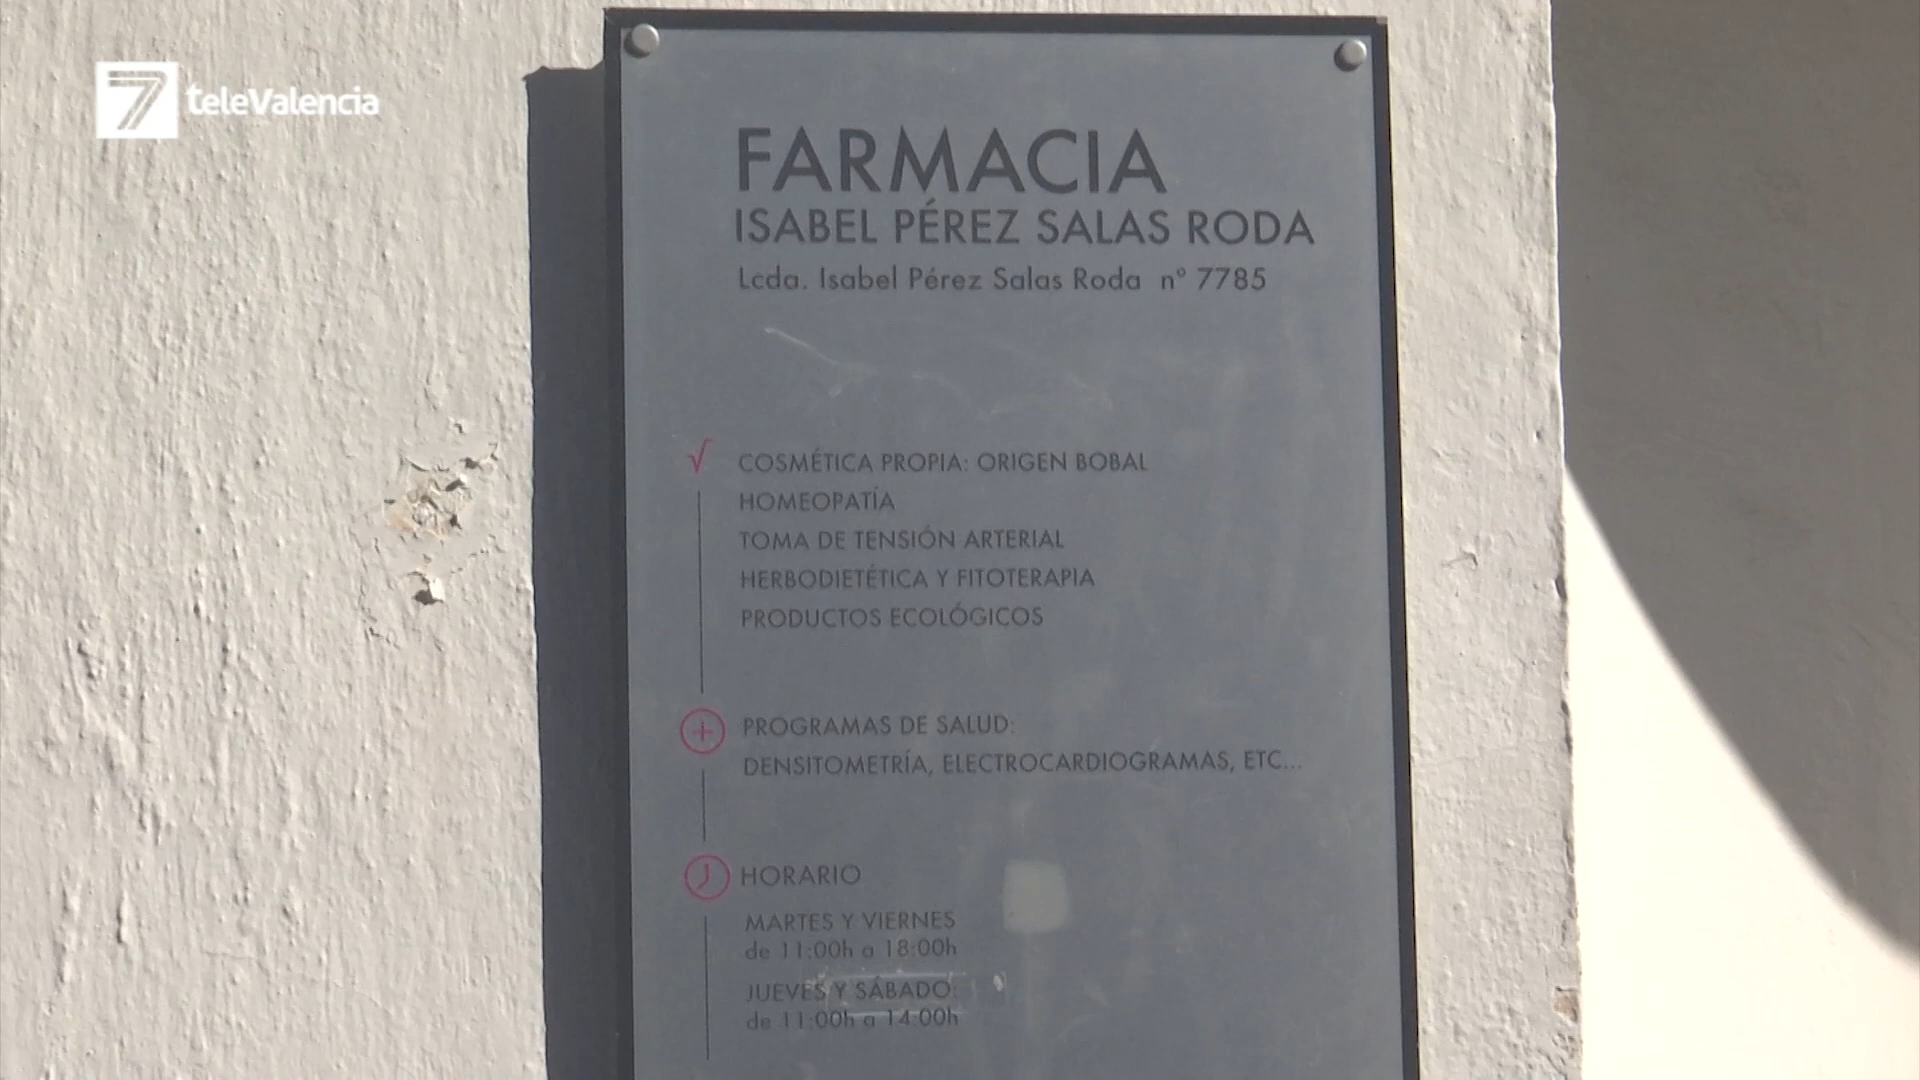 7 teleValencia
FARMACIA
ISABEL PÉREZ SALAS RODA
Lcda. Isabel Pérez Salas Roda nº 7785
√ COSMÉTICA PROPIA: ORIGEN BOBAL
HOMEOPATÍA
TOMA DE TENSIÓN ARTERIAL
HERBODIETÉTICA Y FITOTERAPIA
PRODUCTOS ECOLÓGICOS
PROGRAMAS DE SALUD:
DENSITOMETRÍA, ELECTROCARDIOGRAMAS, ETC...
HORARIO
MARTES Y VIERNES
de 11:00h a 18:00h
JUEVES Y SÁBADO:
de 11:00h a 14:00h